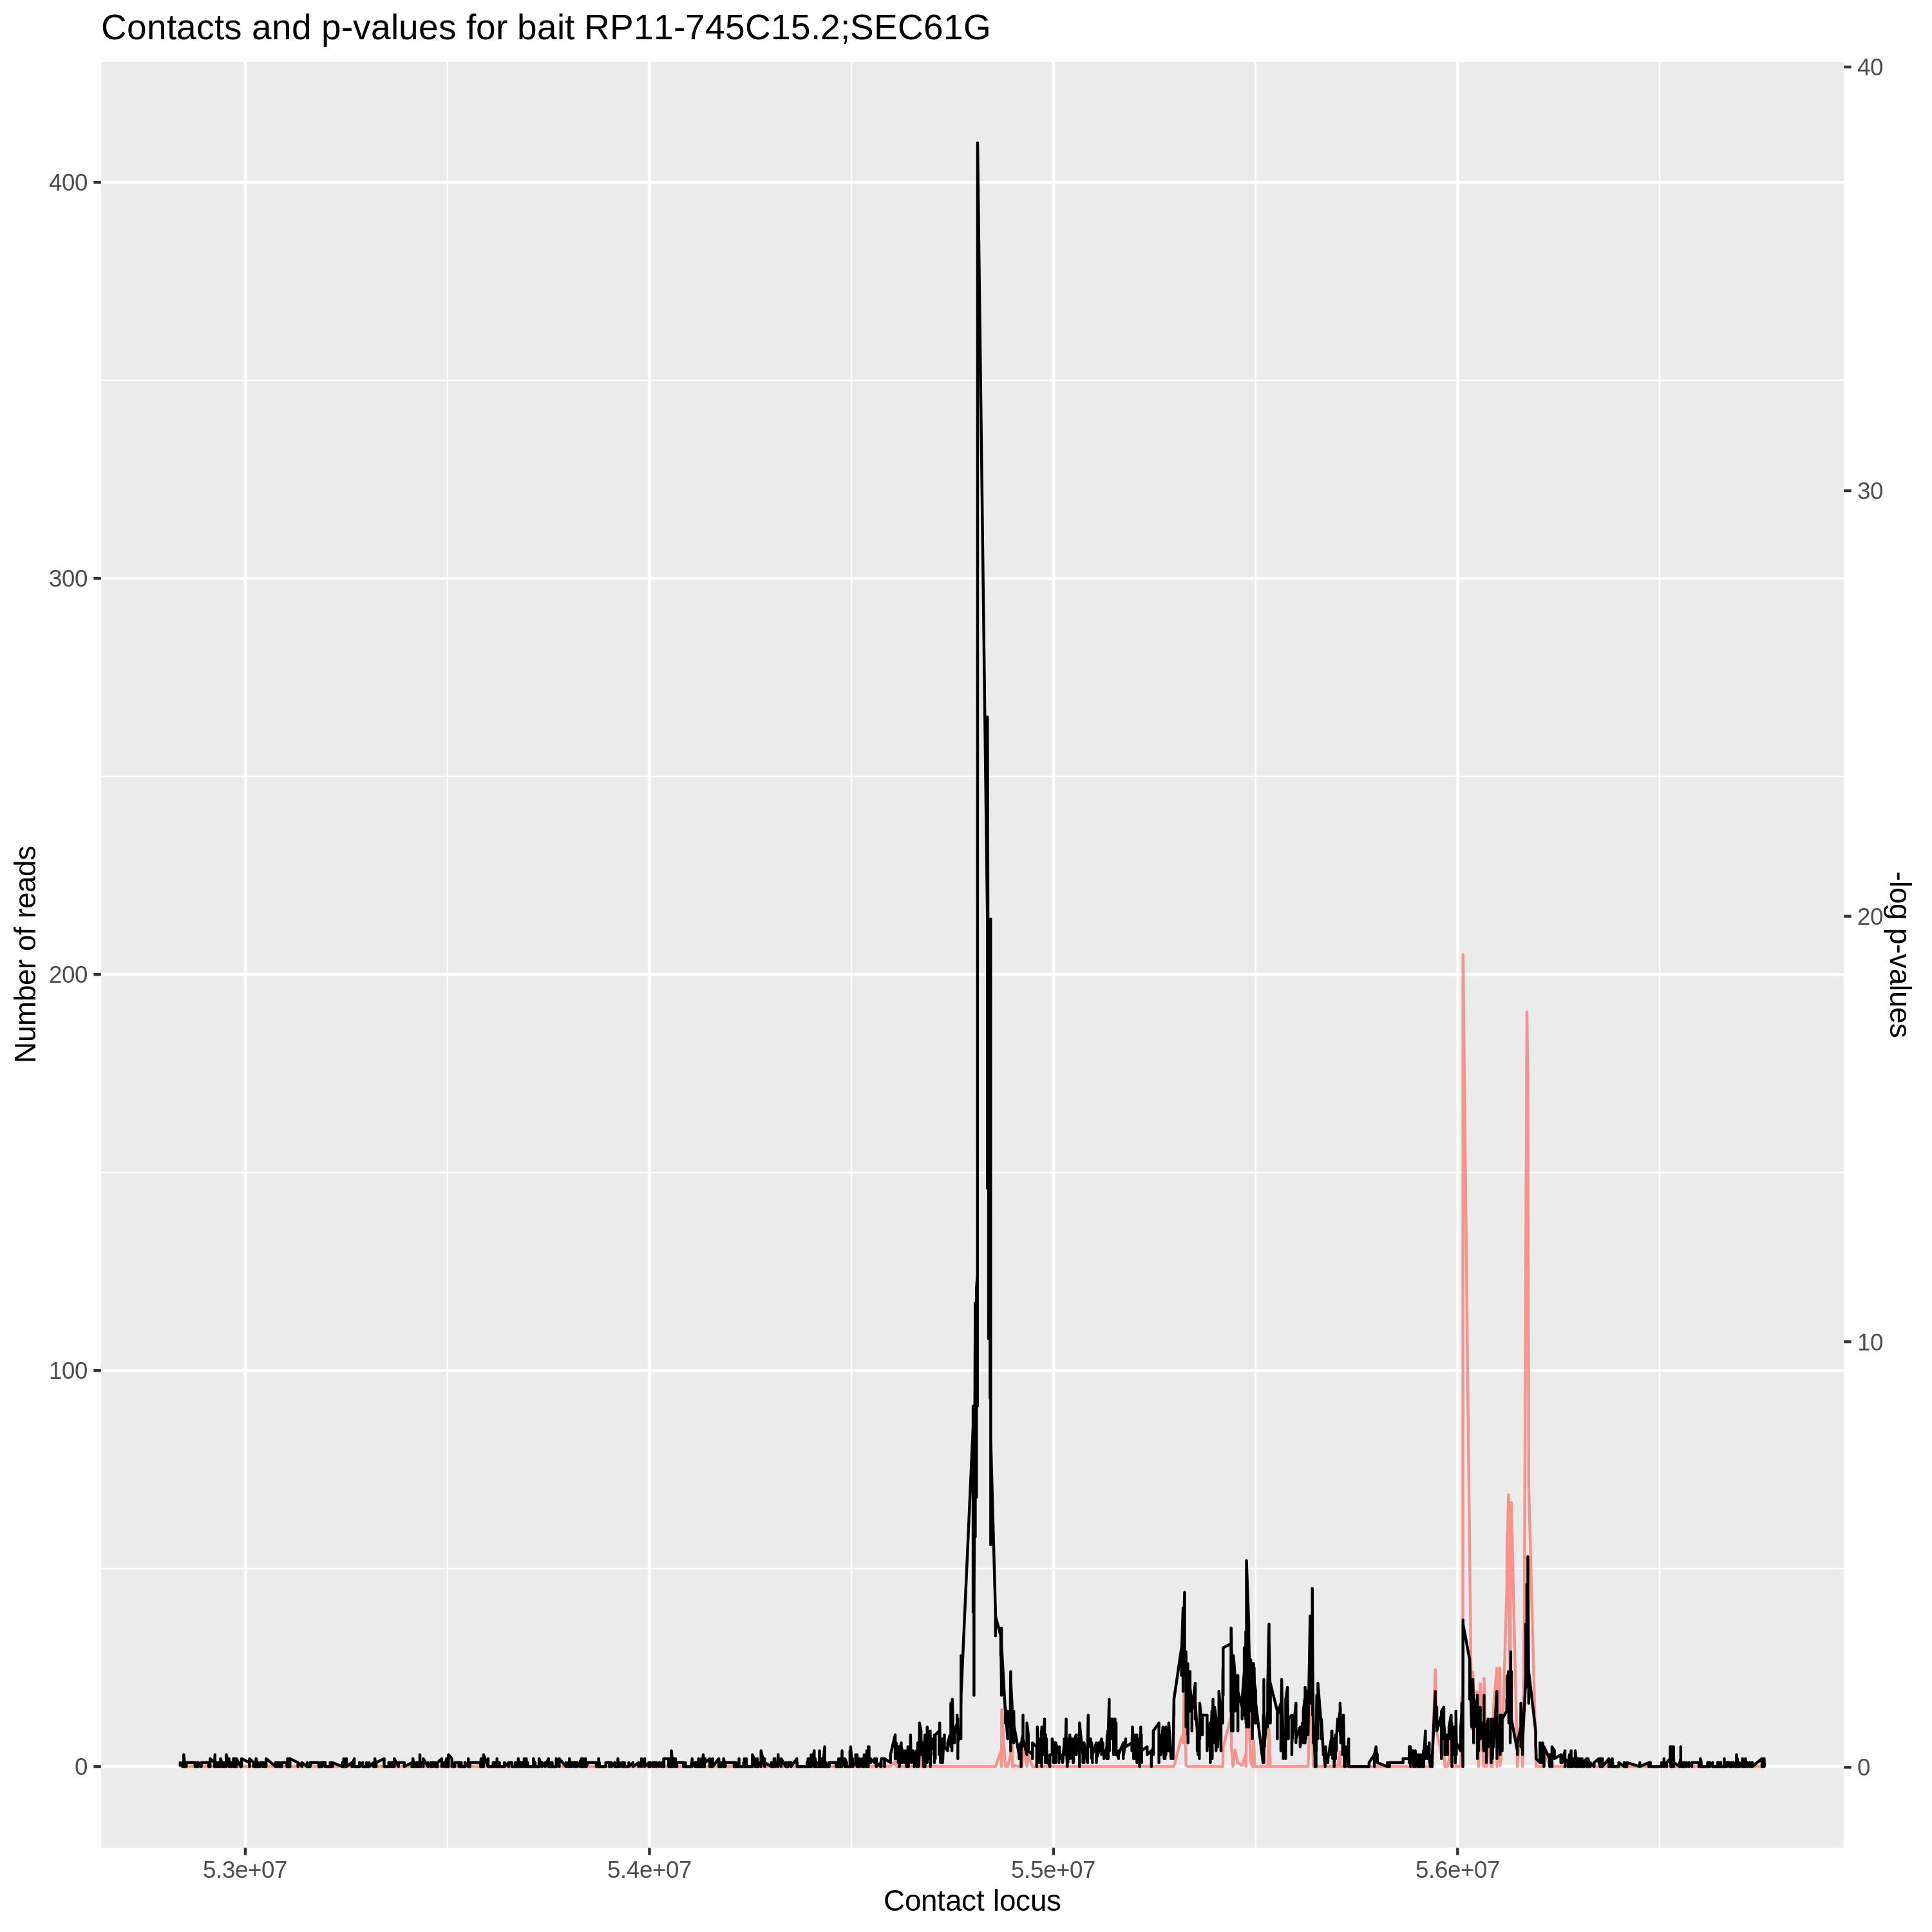 Contacts and p-values for bait RP11-745C15.2;SEC61G
400
300
200
100
0
Number of reads
40
30
20
10
0
-log p-values
5.3e+07
5.4e+07
5.5e+07
5.6e+07
Contact locus